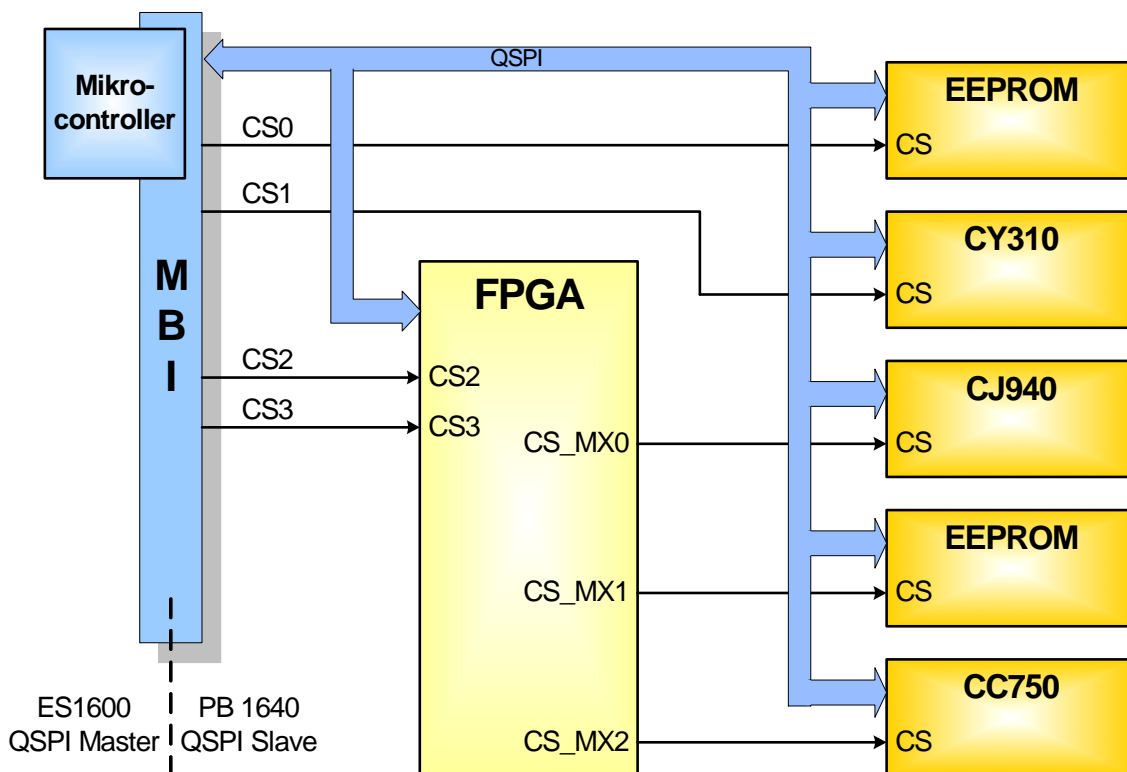 Mikro-
controller
QSPI
EEPROM
CS0
CS
CS1
CY310
CS
M
B
I
FPGA
CS2
CS2
CS3
CS3
CJ940
CS_MX0
CS
EEPROM
CS_MX1
CS
CC750
CS_MX2
CS
ES1600
QSPI Master
PB 1640
QSPI Slave